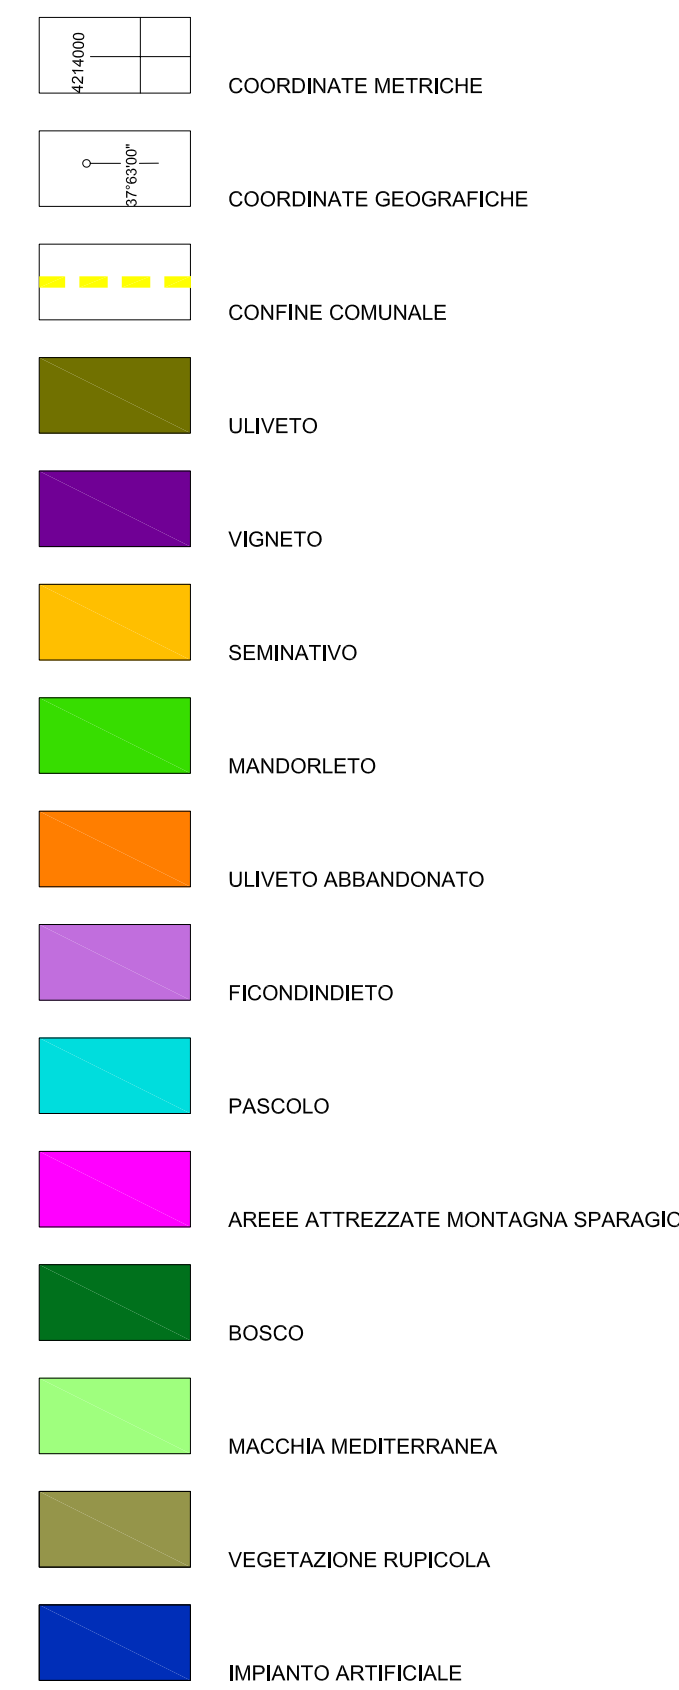 4214000
COORDINATE METRICHE
37°63'00"
COORDINATE GEOGRAFICHE
CONFINE COMUNALE
ULIVETO
VIGNETO
SEMINATIVO
MANDORLETO
ULIVETO ABBANDONATO
FICONDINDIETO
PASCOLO
AREEE ATTREZZATE MONTAGNA SPARAGIO
BOSCO
MACCHIA MEDITERRANEA
VEGETAZIONE RUPICOLA
IMPIANTO ARTIFICIALE